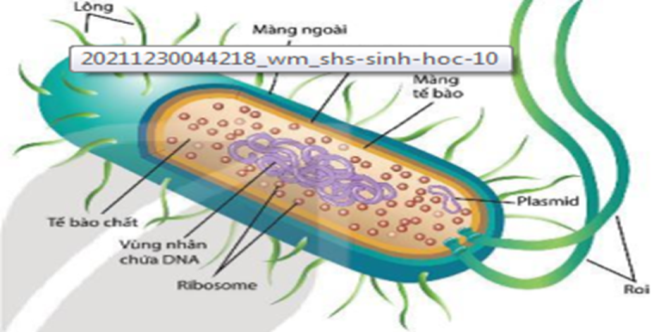 Lông
Màng ngoài
20211230044218_wm_shs-sinh-hoc-10
Màng
tế bào
Plasmid
Tế bào chất
Vùng nhân
chứa DNA
Ribosome
Roi